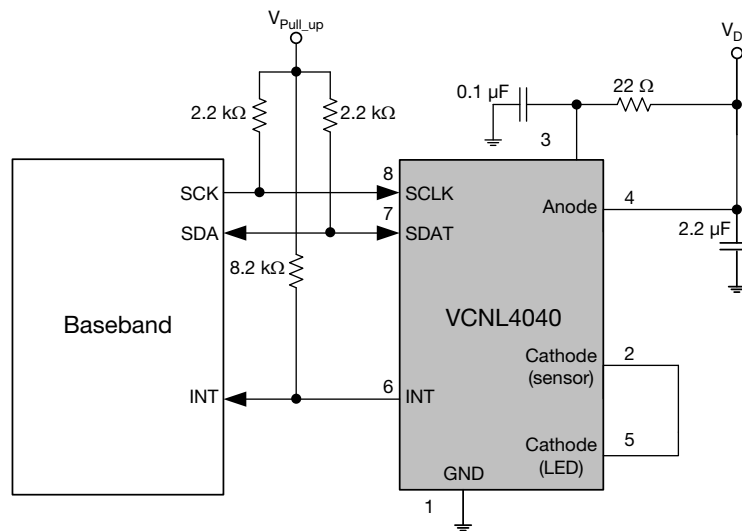 VPull_up
VD
0.1 µF
22 Ω
2.2 kΩ
2.2 kΩ
3
8
SCK
SCLK
7
Anode
4
SDA
SDAT
2.2 µF
8.2 kΩ
Baseband
VCNL4040
Cathode
(sensor)
2
6
INT
INT
Cathode
(LED)
5
GND
1